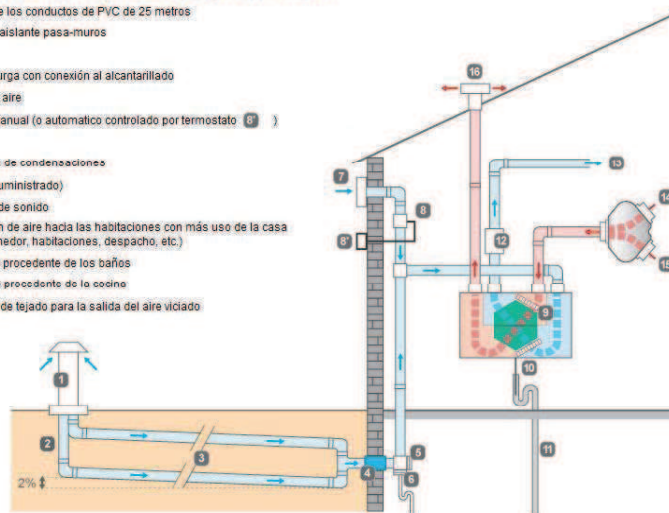 e los conductos de PVC de 25 metros
aislante pasa-muros
urga con conexión al alcantarillado
aire
anual (o automatico controlado por termostato 8' )
de condensaciones
uministrado)
de sonido
n de aire hacia las habitaciones con más uso de la casa
nedor, habitaciones, despacho, etc.)
procedente de los baños
procedente de la cocina
de tejado para la salida del aire viciado
16
7
13
8
14
8'
12
15
9
1
10
2
3
5
11
4
6
2%